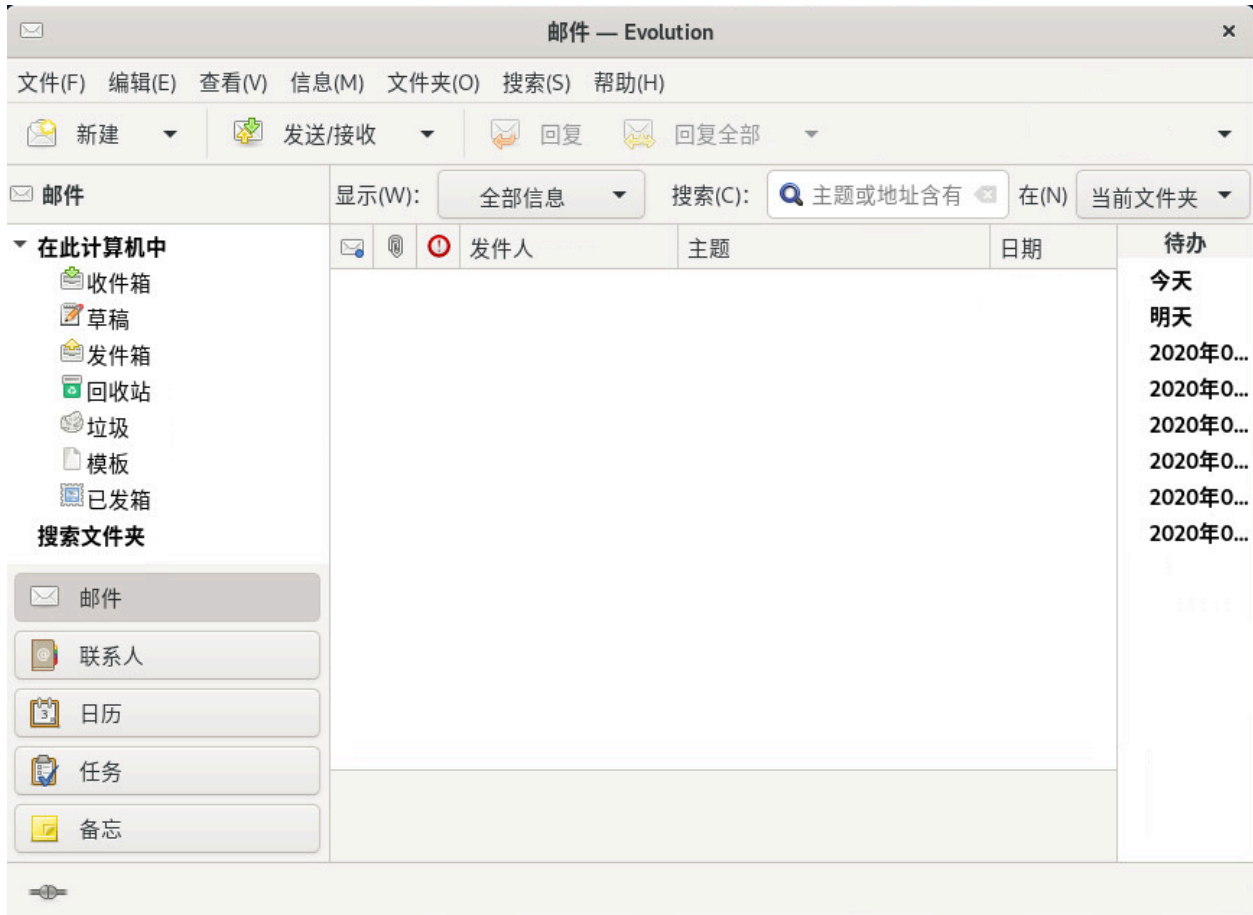 邮件 — Evolution
文件(F) 编辑(E) 查看(V) 信息(M) 文件夹(O) 搜索(S) 帮助(H)
新建 发送/接收 回复 回复全部
邮件
显示(W): 全部信息 搜索(C): 主题或地址含有 在(N) 当前文件夹
在此计算机中
收件箱
草稿
发件箱
回收站
垃圾
模板
已发箱
搜索文件夹
邮件
联系人
日历
任务
备忘
发件人 主题 日期
待办
今天
明天
2020年0...
2020年0...
2020年0...
2020年0...
2020年0...
2020年0...